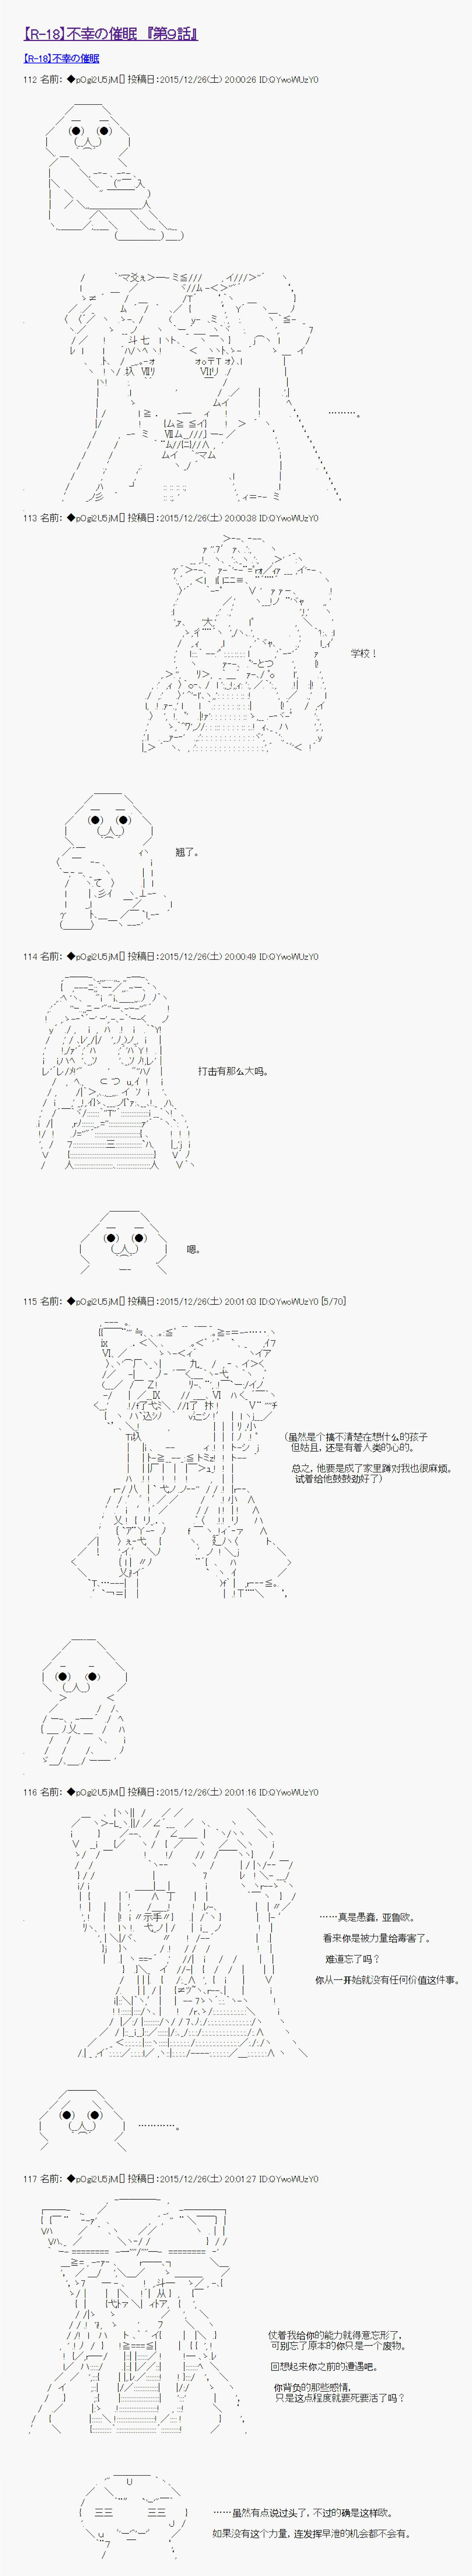 【R-18】不幸の催眠 『第9話』
【R-18】不幸の催眠
112 名前: ◆pOgi2U5jM[] 投稿日:2015/12/26(土) 20:00:26 ID:QYwoWUzY0
………。
113 名前: ◆pOgi2U5jM[] 投稿日:2015/12/26(土) 20:00:38 ID:QYwoWUzY0
学校!
翘了。
114 名前: ◆pOgi2U5jM[] 投稿日:2015/12/26(土) 20:00:49 ID:QYwoWUzY0
打击有那么大吗。
嗯。
115 名前: ◆pOgi2U5jM[] 投稿日:2015/12/26(土) 20:01:03 ID:QYwoWUzY0 [5/70]
(虽然是个搞不清楚在想什么的孩子
但姑且,还是有着人类的心的。
总之,他要是成了家里蹲对我也很麻烦。
试着给他鼓鼓劲好了)
116 名前: ◆pOgi2U5jM[] 投稿日:2015/12/26(土) 20:01:16 ID:QYwoWUzY0
……真是愚蠢,亚鲁欧。
看来你是被力量给毒害了。
难道忘了吗?
你从一开始就没有任何价值这件事。
…………。
117 名前: ◆pOgi2U5jM[] 投稿日:2015/12/26(土) 20:01:27 ID:QYwoWUzY0
仗着我给你的能力就得意忘形了,
可别忘了原本的你只是一个废物。
回想起来你之前的遭遇吧。
你背负的那些感情,
只是这点程度就要死要活了吗?
……虽然有点说过头了,不过的确是这样欧。
如果没有这个力量,连发挥早泄的机会都不会有。